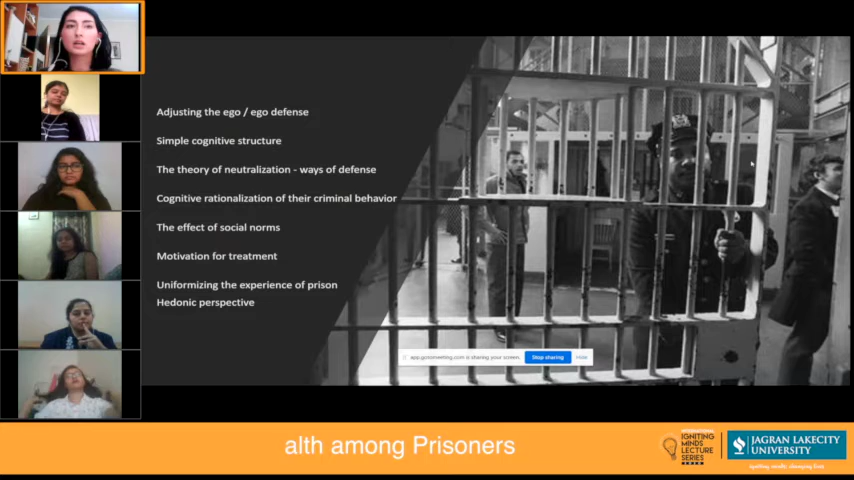 Adjusting the ego / ego defense
Simple cognitive structure
The theory of neutralization - ways of defense
Cognitive rationalization of their criminal behavior
The effect of social norms
Motivation for treatment
Uniformizing the experience of prison
Hedonic perspective
app.gotomeeting.com is sharing your screen.
Stop sharing
Hide
alth among Prisoners
INTERNATIONAL
IGNITING
MINDS
LECTURE
SERIES
JAGRAN LAKECITY
UNIVERSITY
igniting minds, changing lives